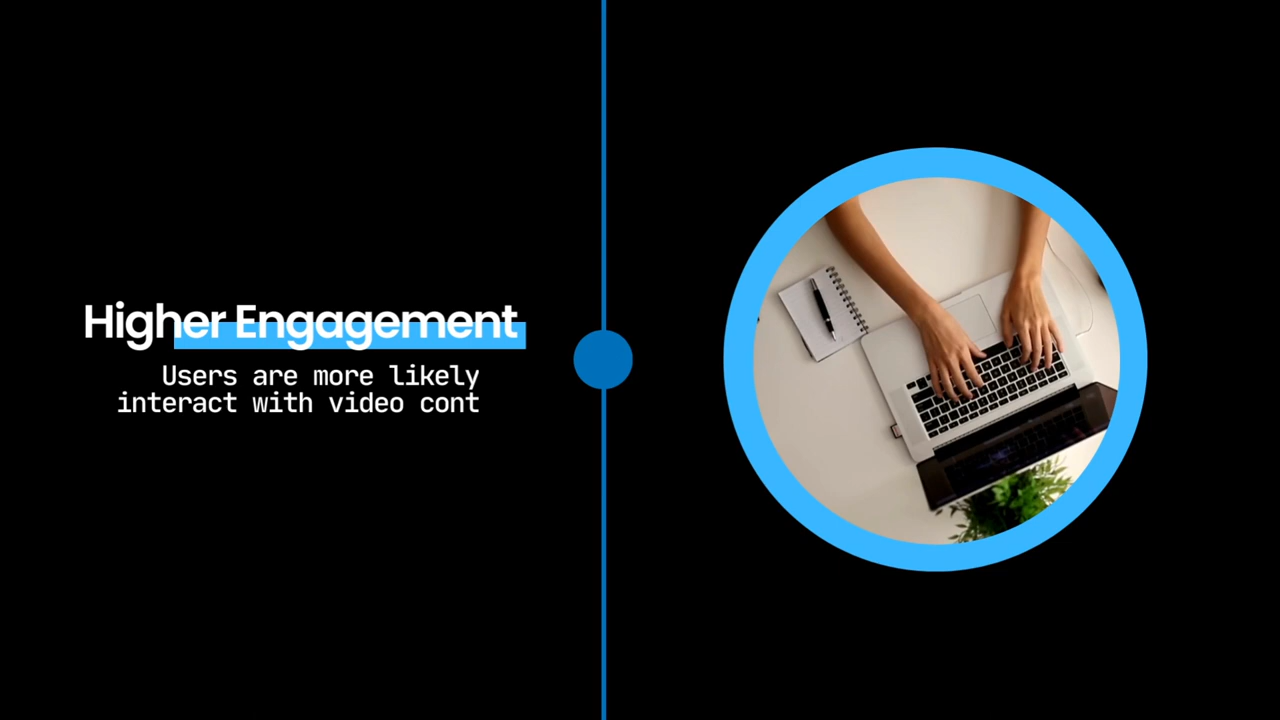 Higher Engagement
Users are more likely
interact with video cont